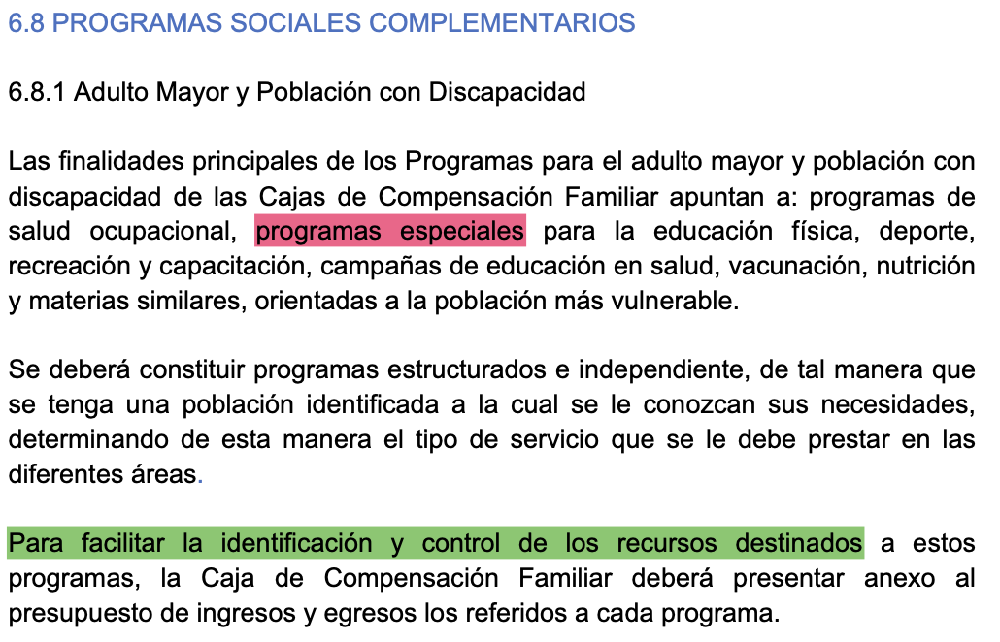 6.8 PROGRAMAS SOCIALES COMPLEMENTARIOS
6.8.1 Adulto Mayor y Población con Discapacidad
Las finalidades principales de los Programas para el adulto mayor y población con
discapacidad de las Cajas de Compensación Familiar apuntan a: programas de
salud ocupacional, programas especiales para la educación física, deporte,
recreación y capacitación, campañas de educación en salud, vacunación, nutrición
y materias similares, orientadas a la población más vulnerable.
Se deberá constituir programas estructurados e independiente, de tal manera que
se tenga una población identificada a la cual se le conozcan sus necesidades,
determinando de esta manera el tipo de servicio que se le debe prestar en las
diferentes áreas.
Para facilitar la identificación y control de los recursos destinados a estos
programas, la Caja de Compensación Familiar deberá presentar anexo al
presupuesto de ingresos y egresos los referidos a cada programa.